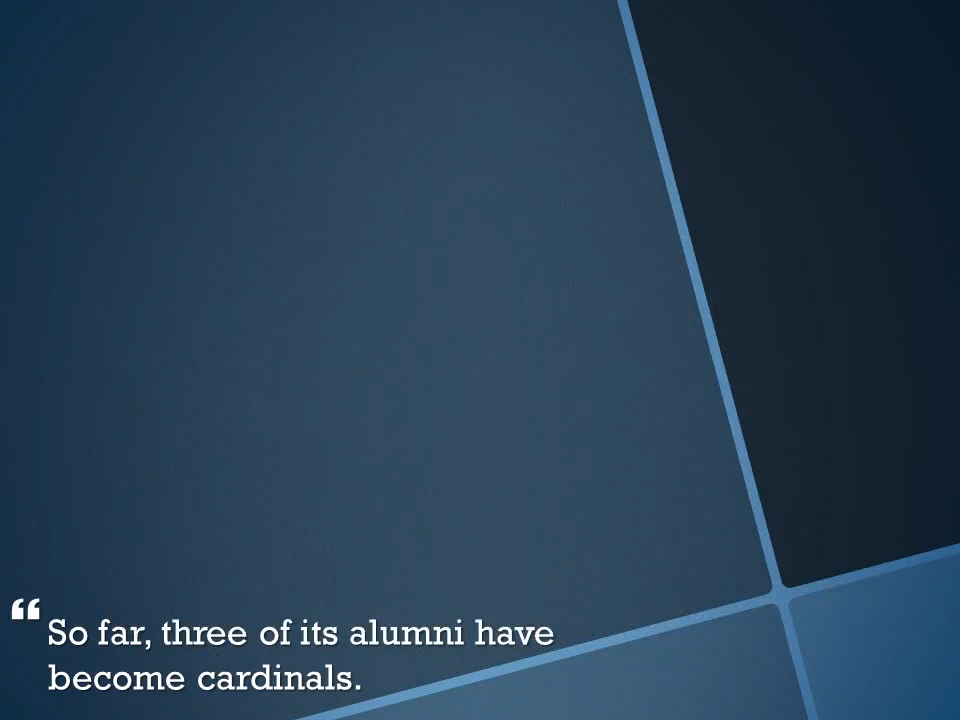 “ So far, three of its alumni have
become cardinals.